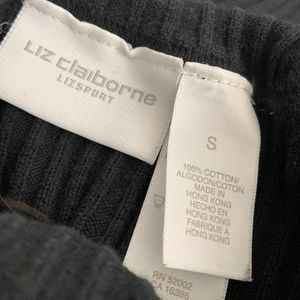 LIZ claiborne
LIZSPORT
S
100% COTTON/
ALGODON/COTON
MADE IN
HONG KONG
HECHO EN
HONG KONG
FABRIQUE A
HONG KONG
RN 52002
CA 16396